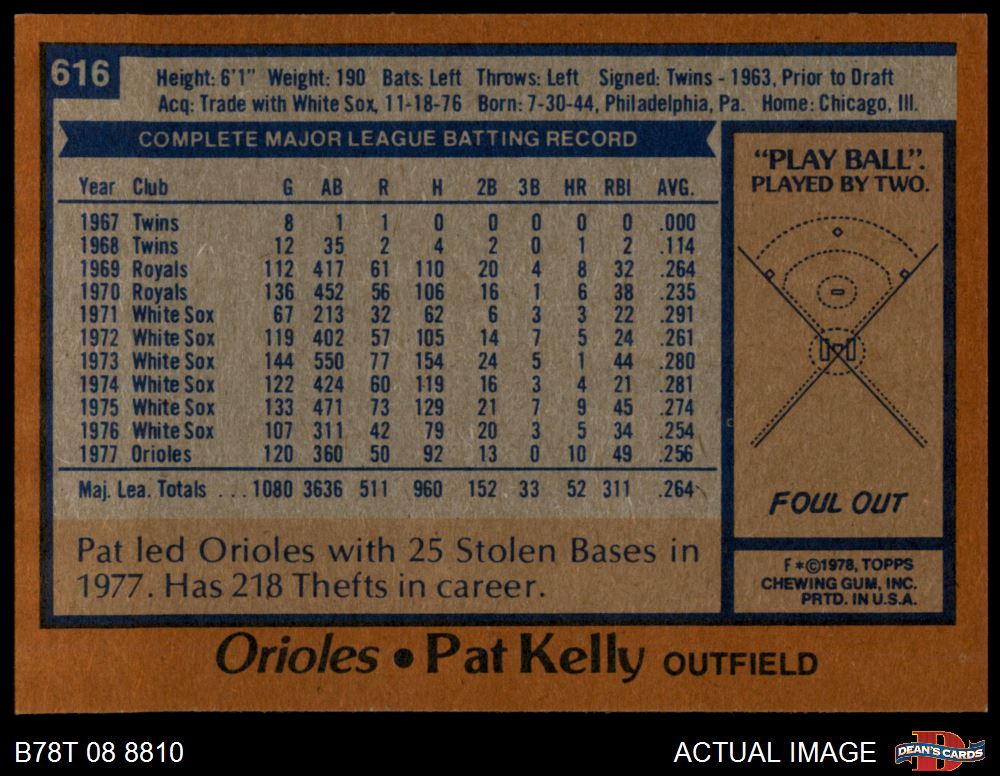 616
Height: 6'1" Weight: 190 Bats: Left Throws: Left Signed: Twins - 1963, Prior to Draft
Acq: Trade with White Sox, 11-18-76 Born: 7-30-44, Philadelphia, Pa. Home: Chicago, Ill.
COMPLETE MAJOR LEAGUE BATTING RECORD
Year Club G AB R H 2B 3B HR RBI AVG.
1967 Twins 8 1 1 0 0 0 0 0 .000
1968 Twins 12 35 2 4 2 0 1 2 .114
1969 Royals 112 417 61 110 20 4 8 32 .264
1970 Royals 136 452 56 106 16 1 6 38 .235
1971 White Sox 67 213 32 62 6 3 3 22 .291
1972 White Sox 119 402 57 105 14 7 5 24 .261
1973 White Sox 144 550 77 154 24 5 1 44 .280
1974 White Sox 122 424 60 119 16 3 4 21 .281
1975 White Sox 133 471 73 129 21 7 9 45 .274
1976 White Sox 107 311 42 79 20 3 5 34 .254
1977 Orioles 120 360 50 92 13 0 10 49 .256
Maj. Lea. Totals ... 1080 3636 511 960 152 33 52 311 .264
Pat led Orioles with 25 Stolen Bases in
1977. Has 218 Thefts in career.
"PLAY BALL".
PLAYED BY TWO.
FOUL OUT
F*©1978, TOPPS
CHEWING GUM, INC.
PRTD. IN U.S.A.
Orioles • Pat Kelly OUTFIELD
B78T 08 8810
ACTUAL IMAGE
DEAN'S CARDS